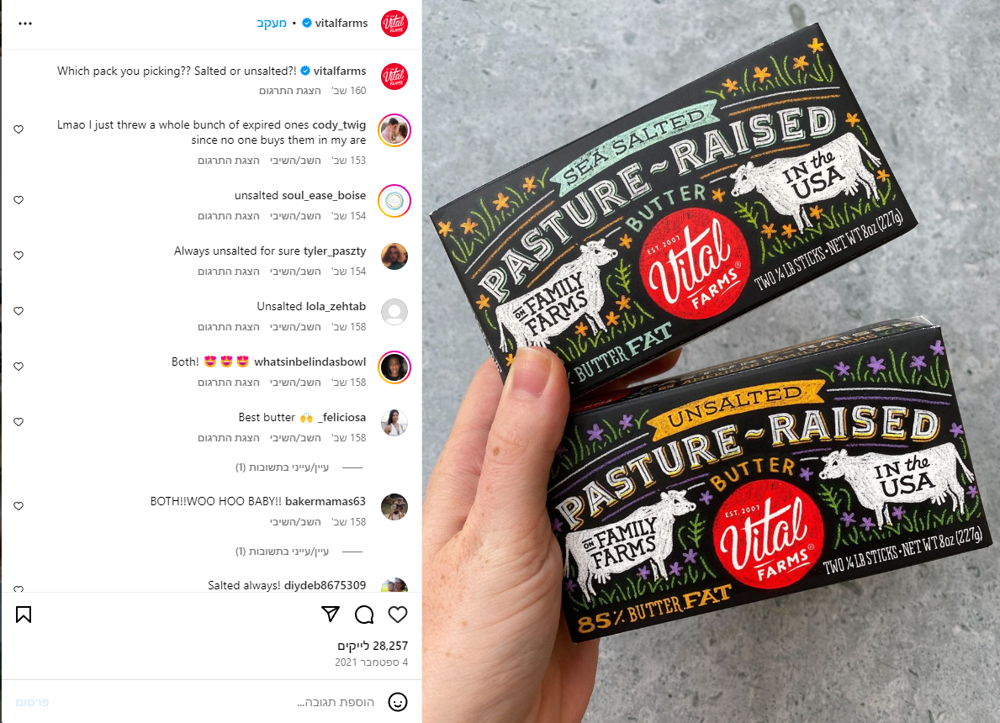 vitalfarms • מעקב
vitalfarms Which pack you picking?? Salted or unsalted?!
160 שב' הצגת התרגום
cody_twig Lmao I just threw a whole bunch of expired ones
since no one buys them in my are
153 שב' השב/השיבי הצגת התרגום
soul_ease_boise unsalted
154 שב' השב/השיבי הצגת התרגום
tyler_paszty Always unsalted for sure
154 שב' השב/השיבי הצגת התרגום
lola_zehtab Unsalted
158 שב' השב/השיבי הצגת התרגום
whatsinbelindasbowl Both! 😍 😍 😍
158 שב' השב/השיבי הצגת התרגום
_feliciosa Best butter 🙌
158 שב' השב/השיבי הצגת התרגום
עיין/עייני בתשובות (1)
bakermamas63 BOTH!!WOO HOO BABY!!
158 שב' השב/השיבי
עיין/עייני בתשובות (1)
diydeb8675309 Salted always!
28,257 לייקים
4 ספטמבר 2021
הוספת תגובה...
פרסום
SEA SALTED
PASTURE~RAISED
BUTTER
IN the
USA
ON FAMILY
FARMS
EST. 2007
Vital
FARMS®
TWO ¼ LB STICKS • NET WT 8oz (227g)
% BUTTER FAT
UNSALTED
PASTURE~RAISED
BUTTER
IN the
USA
ON FAMILY
FARMS
EST. 2007
Vital
FARMS®
TWO ¼ LB STICKS • NET WT 8oz (227g)
85% BUTTER FAT